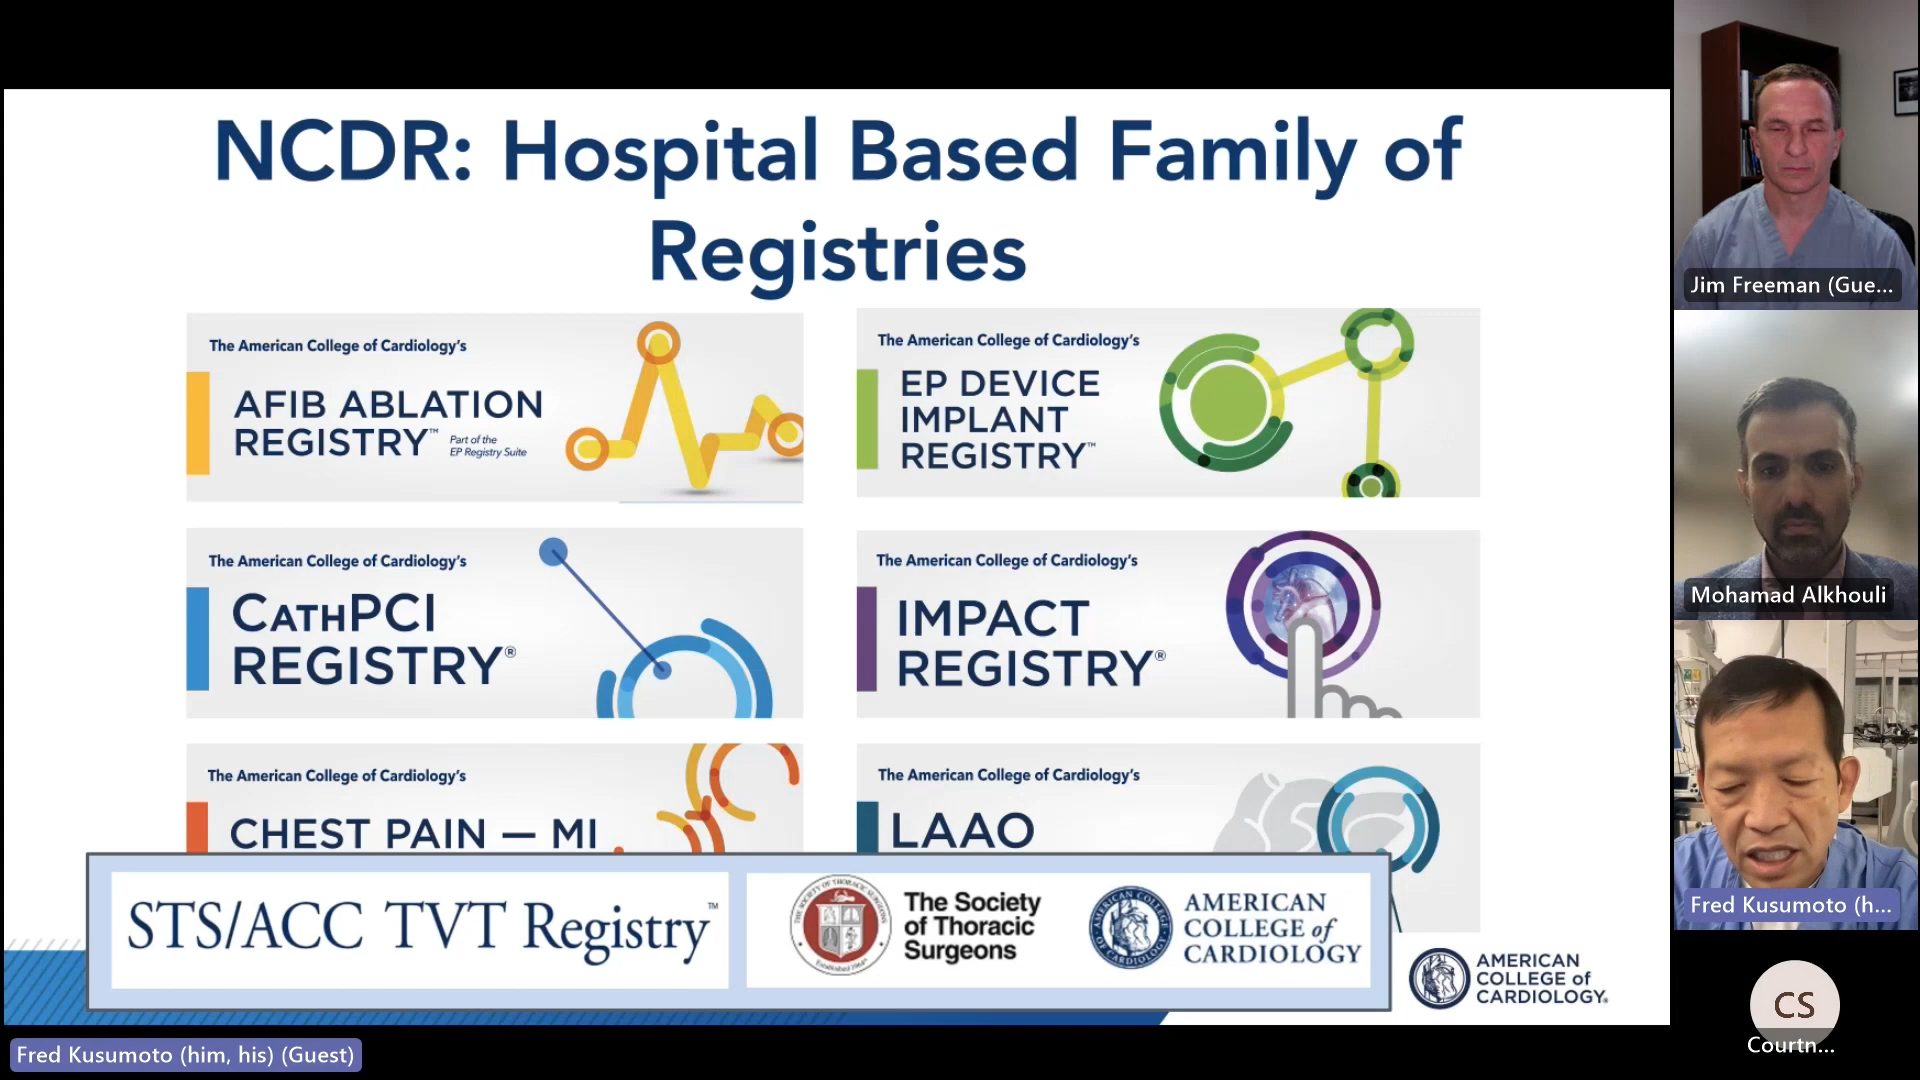 NCDR: Hospital Based Family of
Registries
The American College of Cardiology's
AFIB ABLATION
REGISTRY™
Part of the
EP Registry Suite
The American College of Cardiology's
EP DEVICE
IMPLANT
REGISTRY™
The American College of Cardiology's
CATHPCI
REGISTRY®
The American College of Cardiology's
IMPACT
REGISTRY®
The American College of Cardiology's
CHEST PAIN — MI
The American College of Cardiology's
LAAO
STS/ACC TVT Registry™
The Society
of Thoracic
Surgeons
AMERICAN
COLLEGE of
CARDIOLOGY
AMERICAN
COLLEGE of
CARDIOLOGY®
Jim Freeman (Gue...
Mohamad Alkhouli
Fred Kusumoto (h...
CS
Courtn...
Fred Kusumoto (him, his) (Guest)